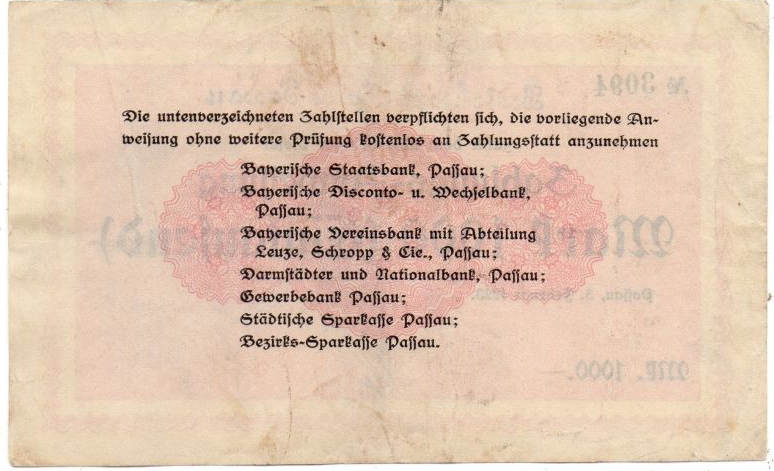 № 3094
Die untenverzeichneten Zahlstellen verpflichten sich, die vorliegende An-
weisung ohne weitere Prüfung kostenlos an Zahlungsstatt anzunehmen
Bayerische Staatsbank, Passau;
Bayerische Disconto- u. Wechselbank,
Passau;
Bayerische Vereinsbank mit Abteilung
Leuze, Schropp & Cie., Passau;
Darmstädter und Nationalbank, Passau;
Gewerbebank Passau;
Städtische Sparkasse Passau;
Bezirks-Sparkasse Passau.
Mk. 1000.—